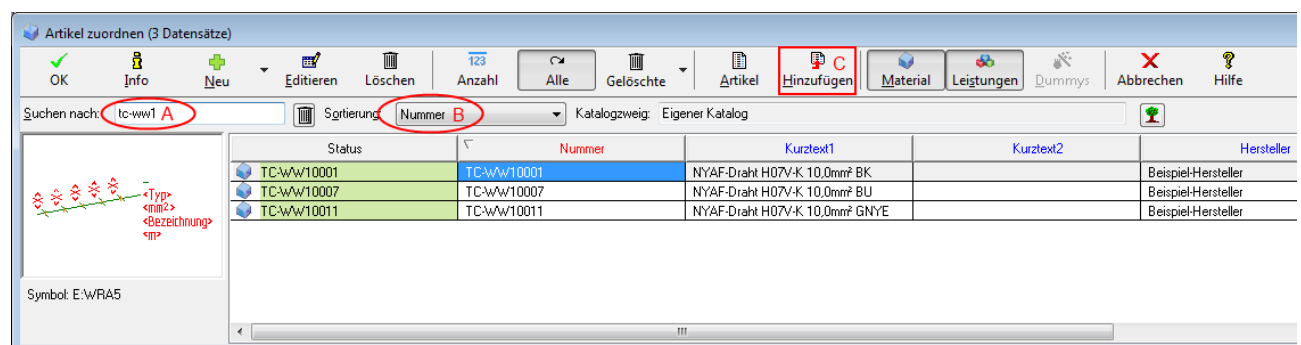 Artikel zuordnen (3 Datensätze)
OK Info Neu Editieren Löschen 123 Anzahl Alle Gelöschte Artikel C Hinzufügen Material Leistungen Dummys Abbrechen Hilfe
Suchen nach: tc-ww1 A Sortierung: Nummer B Katalogzweig: Eigener Katalog
Status Nummer Kurztext1 Kurztext2 Hersteller
TC-WW10001 TC-WW10001 NYAF-Draht H07V-K 10,0mm² BK Beispiel-Hersteller
TC-WW10007 TC-WW10007 NYAF-Draht H07V-K 10,0mm² BU Beispiel-Hersteller
TC-WW10011 TC-WW10011 NYAF-Draht H07V-K 10,0mm² GNYE Beispiel-Hersteller
<Typ>
<mm2>
<Bezeichnung>
<m>
Symbol: E:WRA5